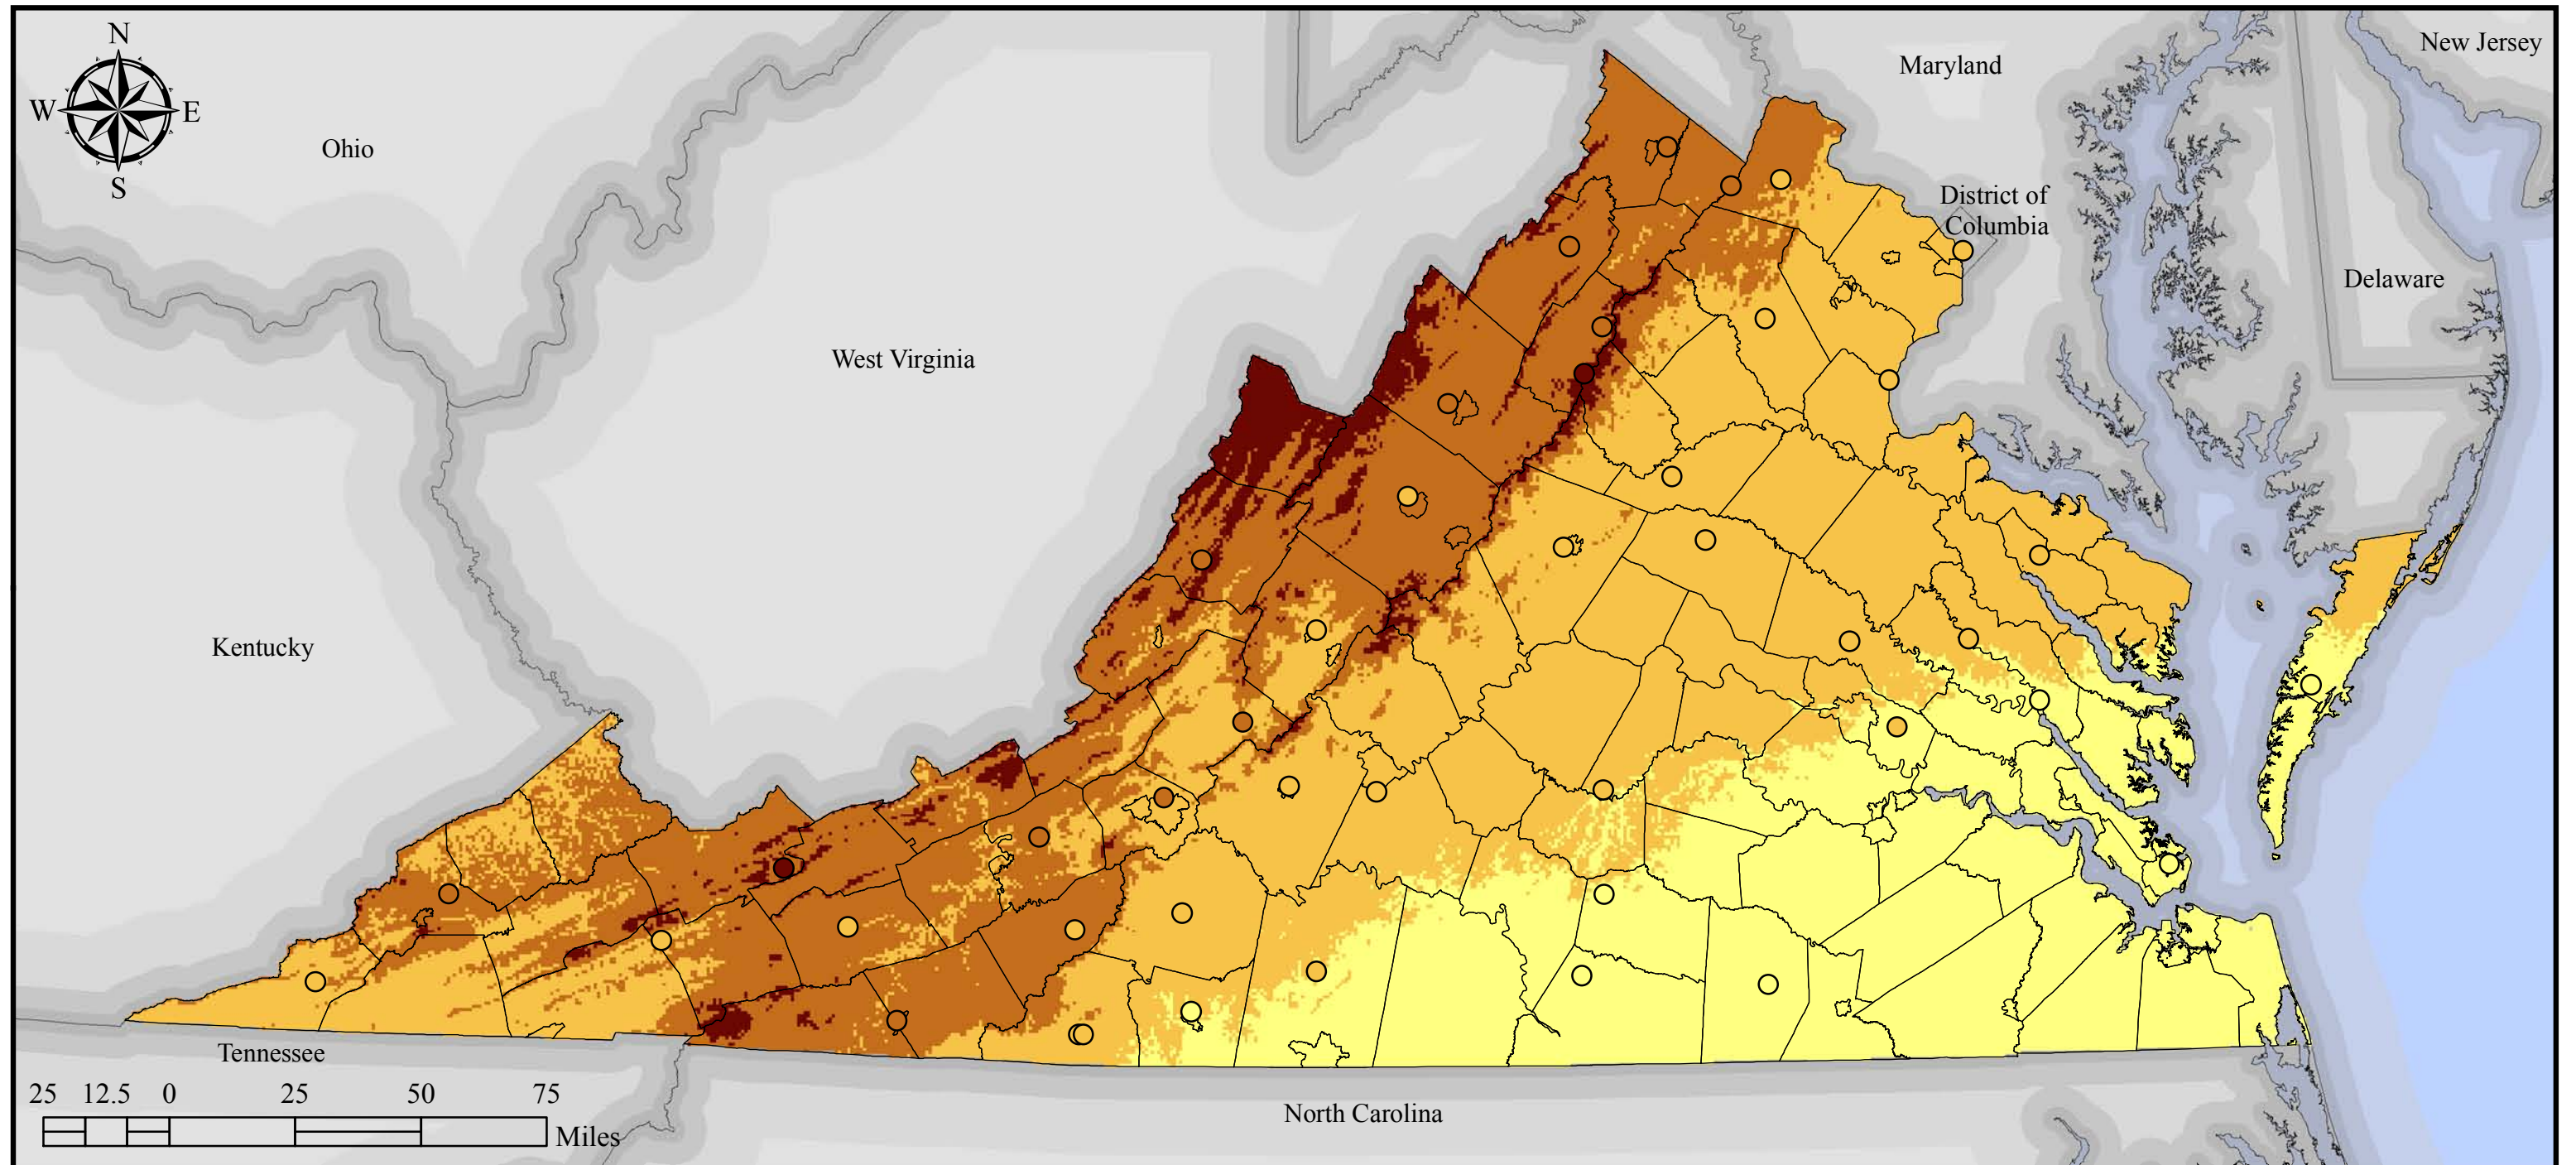 N
New Jersey
Maryland
W
E
Ohio
S
District of
Columbia
Delaware
West Virginia
Kentucky
Tennessee
25 12.5 0 25 50 75
North Carolina
Miles